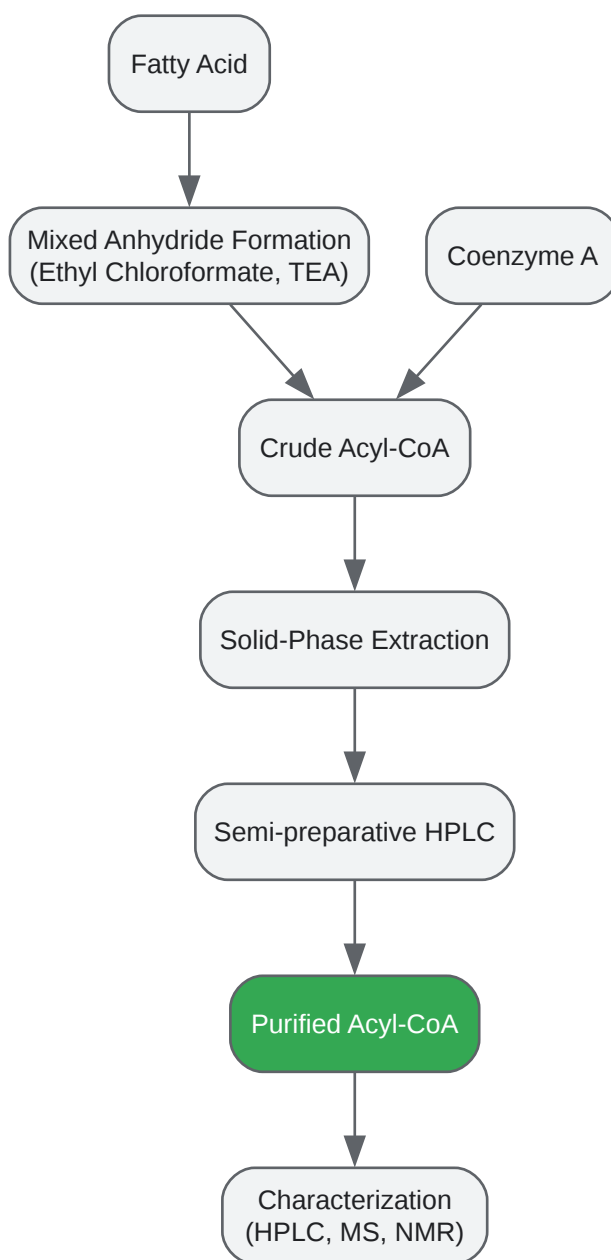 Fatty Acid
Mixed Anhydride Formation
(Ethyl Chloroformate, TEA)
Coenzyme A
Crude Acyl-CoA
Solid-Phase Extraction
Semi-preparative HPLC
Purified Acyl-CoA
Characterization
(HPLC, MS, NMR)